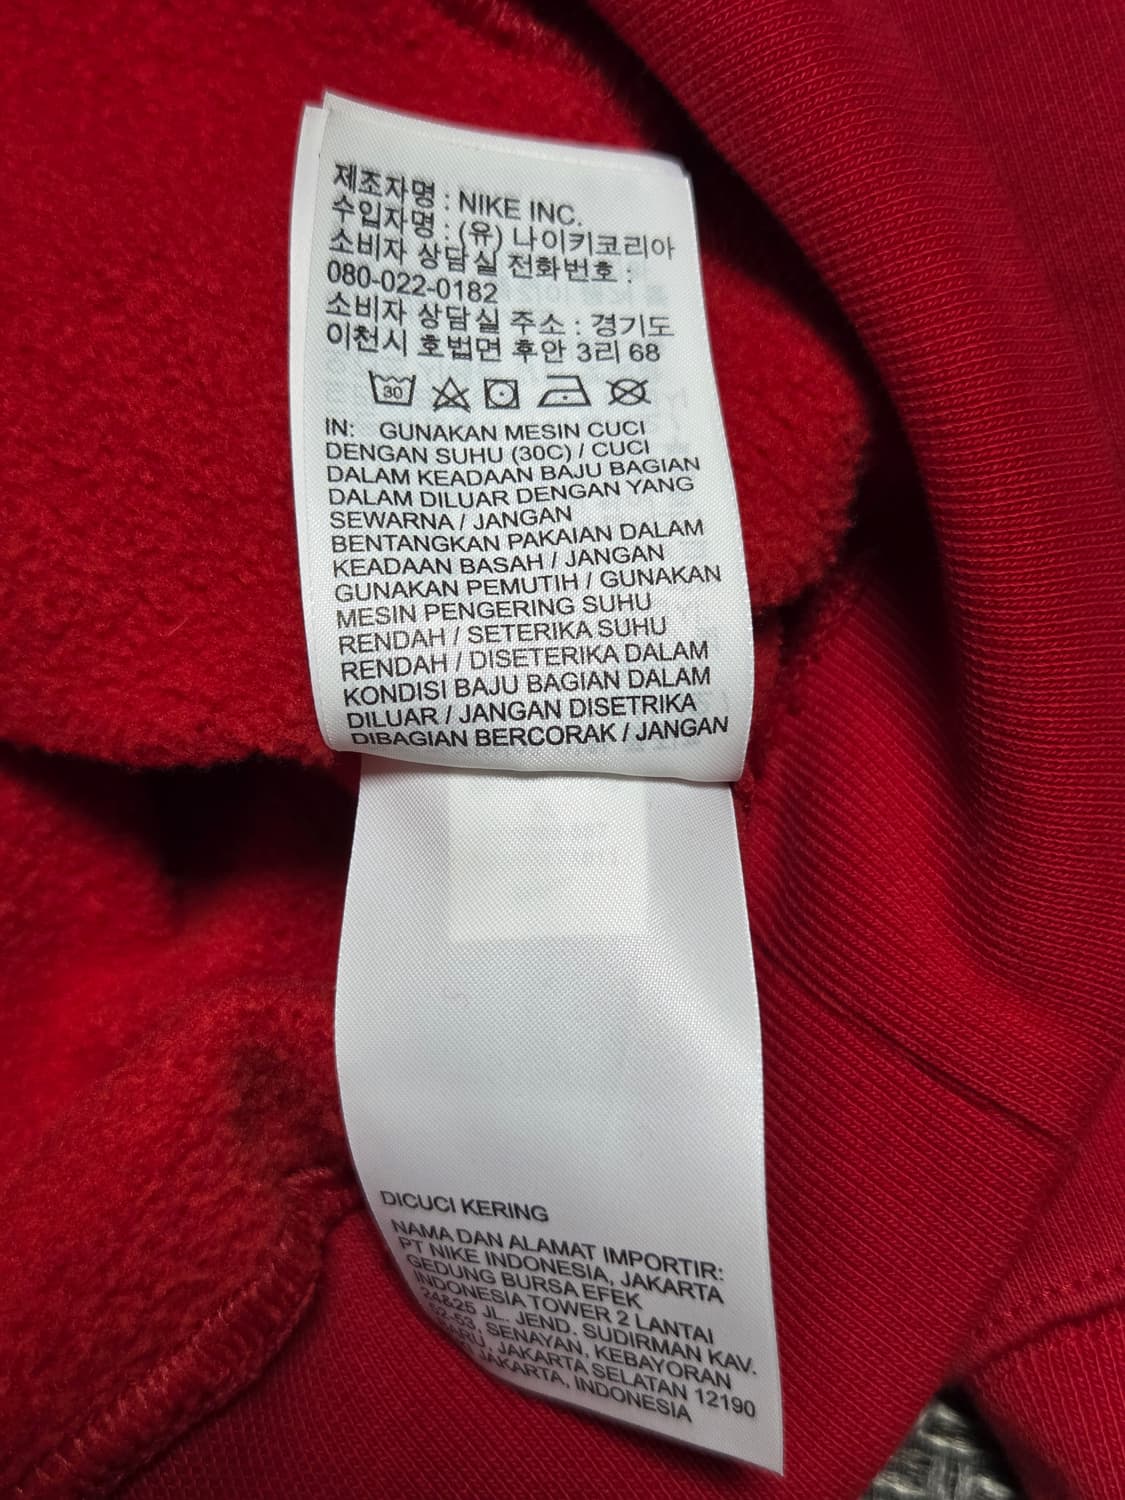 제조자명 : NIKE INC.
수입자명 : (유) 나이키코리아
소비자 상담실 전화번호 :
080-022-0182
소비자 상담실 주소 : 경기도
이천시 호법면 후안 3리 68
30
IN: GUNAKAN MESIN CUCI
DENGAN SUHU (30C) / CUCI
DALAM KEADAAN BAJU BAGIAN
DALAM DILUAR DENGAN YANG
SEWARNA / JANGAN
BENTANGKAN PAKAIAN DALAM
KEADAAN BASAH / JANGAN
GUNAKAN PEMUTIH / GUNAKAN
MESIN PENGERING SUHU
RENDAH / SETERIKA SUHU
RENDAH / DISETERIKA DALAM
KONDISI BAJU BAGIAN DALAM
DILUAR / JANGAN DISETRIKA
DIBAGIAN BERCORAK / JANGAN
DICUCI KERING
NAMA DAN ALAMAT IMPORTIR:
PT NIKE INDONESIA, JAKARTA
GEDUNG BURSA EFEK
INDONESIA TOWER 2 LANTAI
24&25 JL. JEND. SUDIRMAN KAV.
52-53, SENAYAN, KEBAYORAN
JAKARTA SELATAN 12190
JAKARTA, INDONESIA